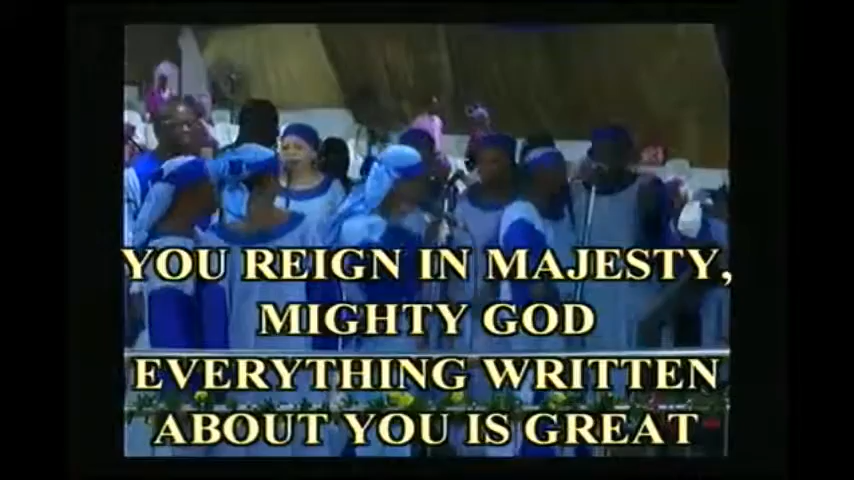 YOU REIGN IN MAJESTY,
MIGHTY GOD
EVERYTHING WRITTEN
ABOUT YOU IS GREAT